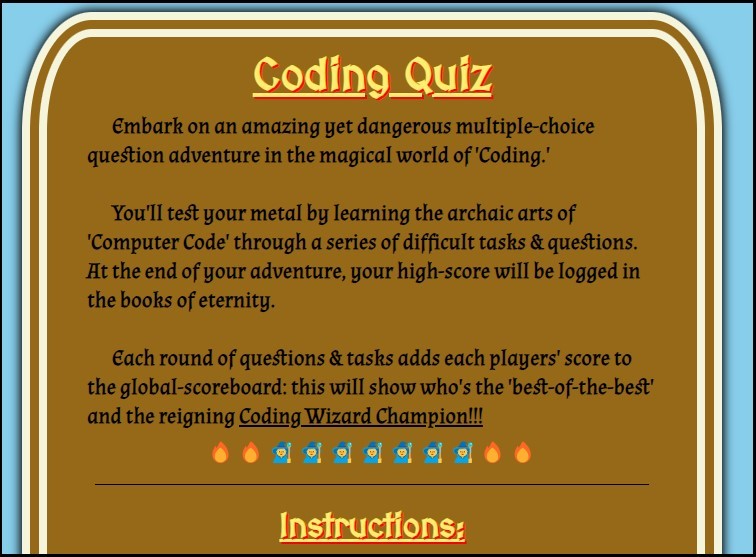 Coding Quiz
Embark on an amazing yet dangerous multiple-choice
question adventure in the magical world of 'Coding.'
You'll test your metal by learning the archaic arts of
'Computer Code' through a series of difficult tasks & questions.
At the end of your adventure, your high-score will be logged in
the books of eternity.
Each round of questions & tasks adds each players' score to
the global-scoreboard: this will show who's the 'best-of-the-best'
and the reigning Coding Wizard Champion!!!
Instructions: